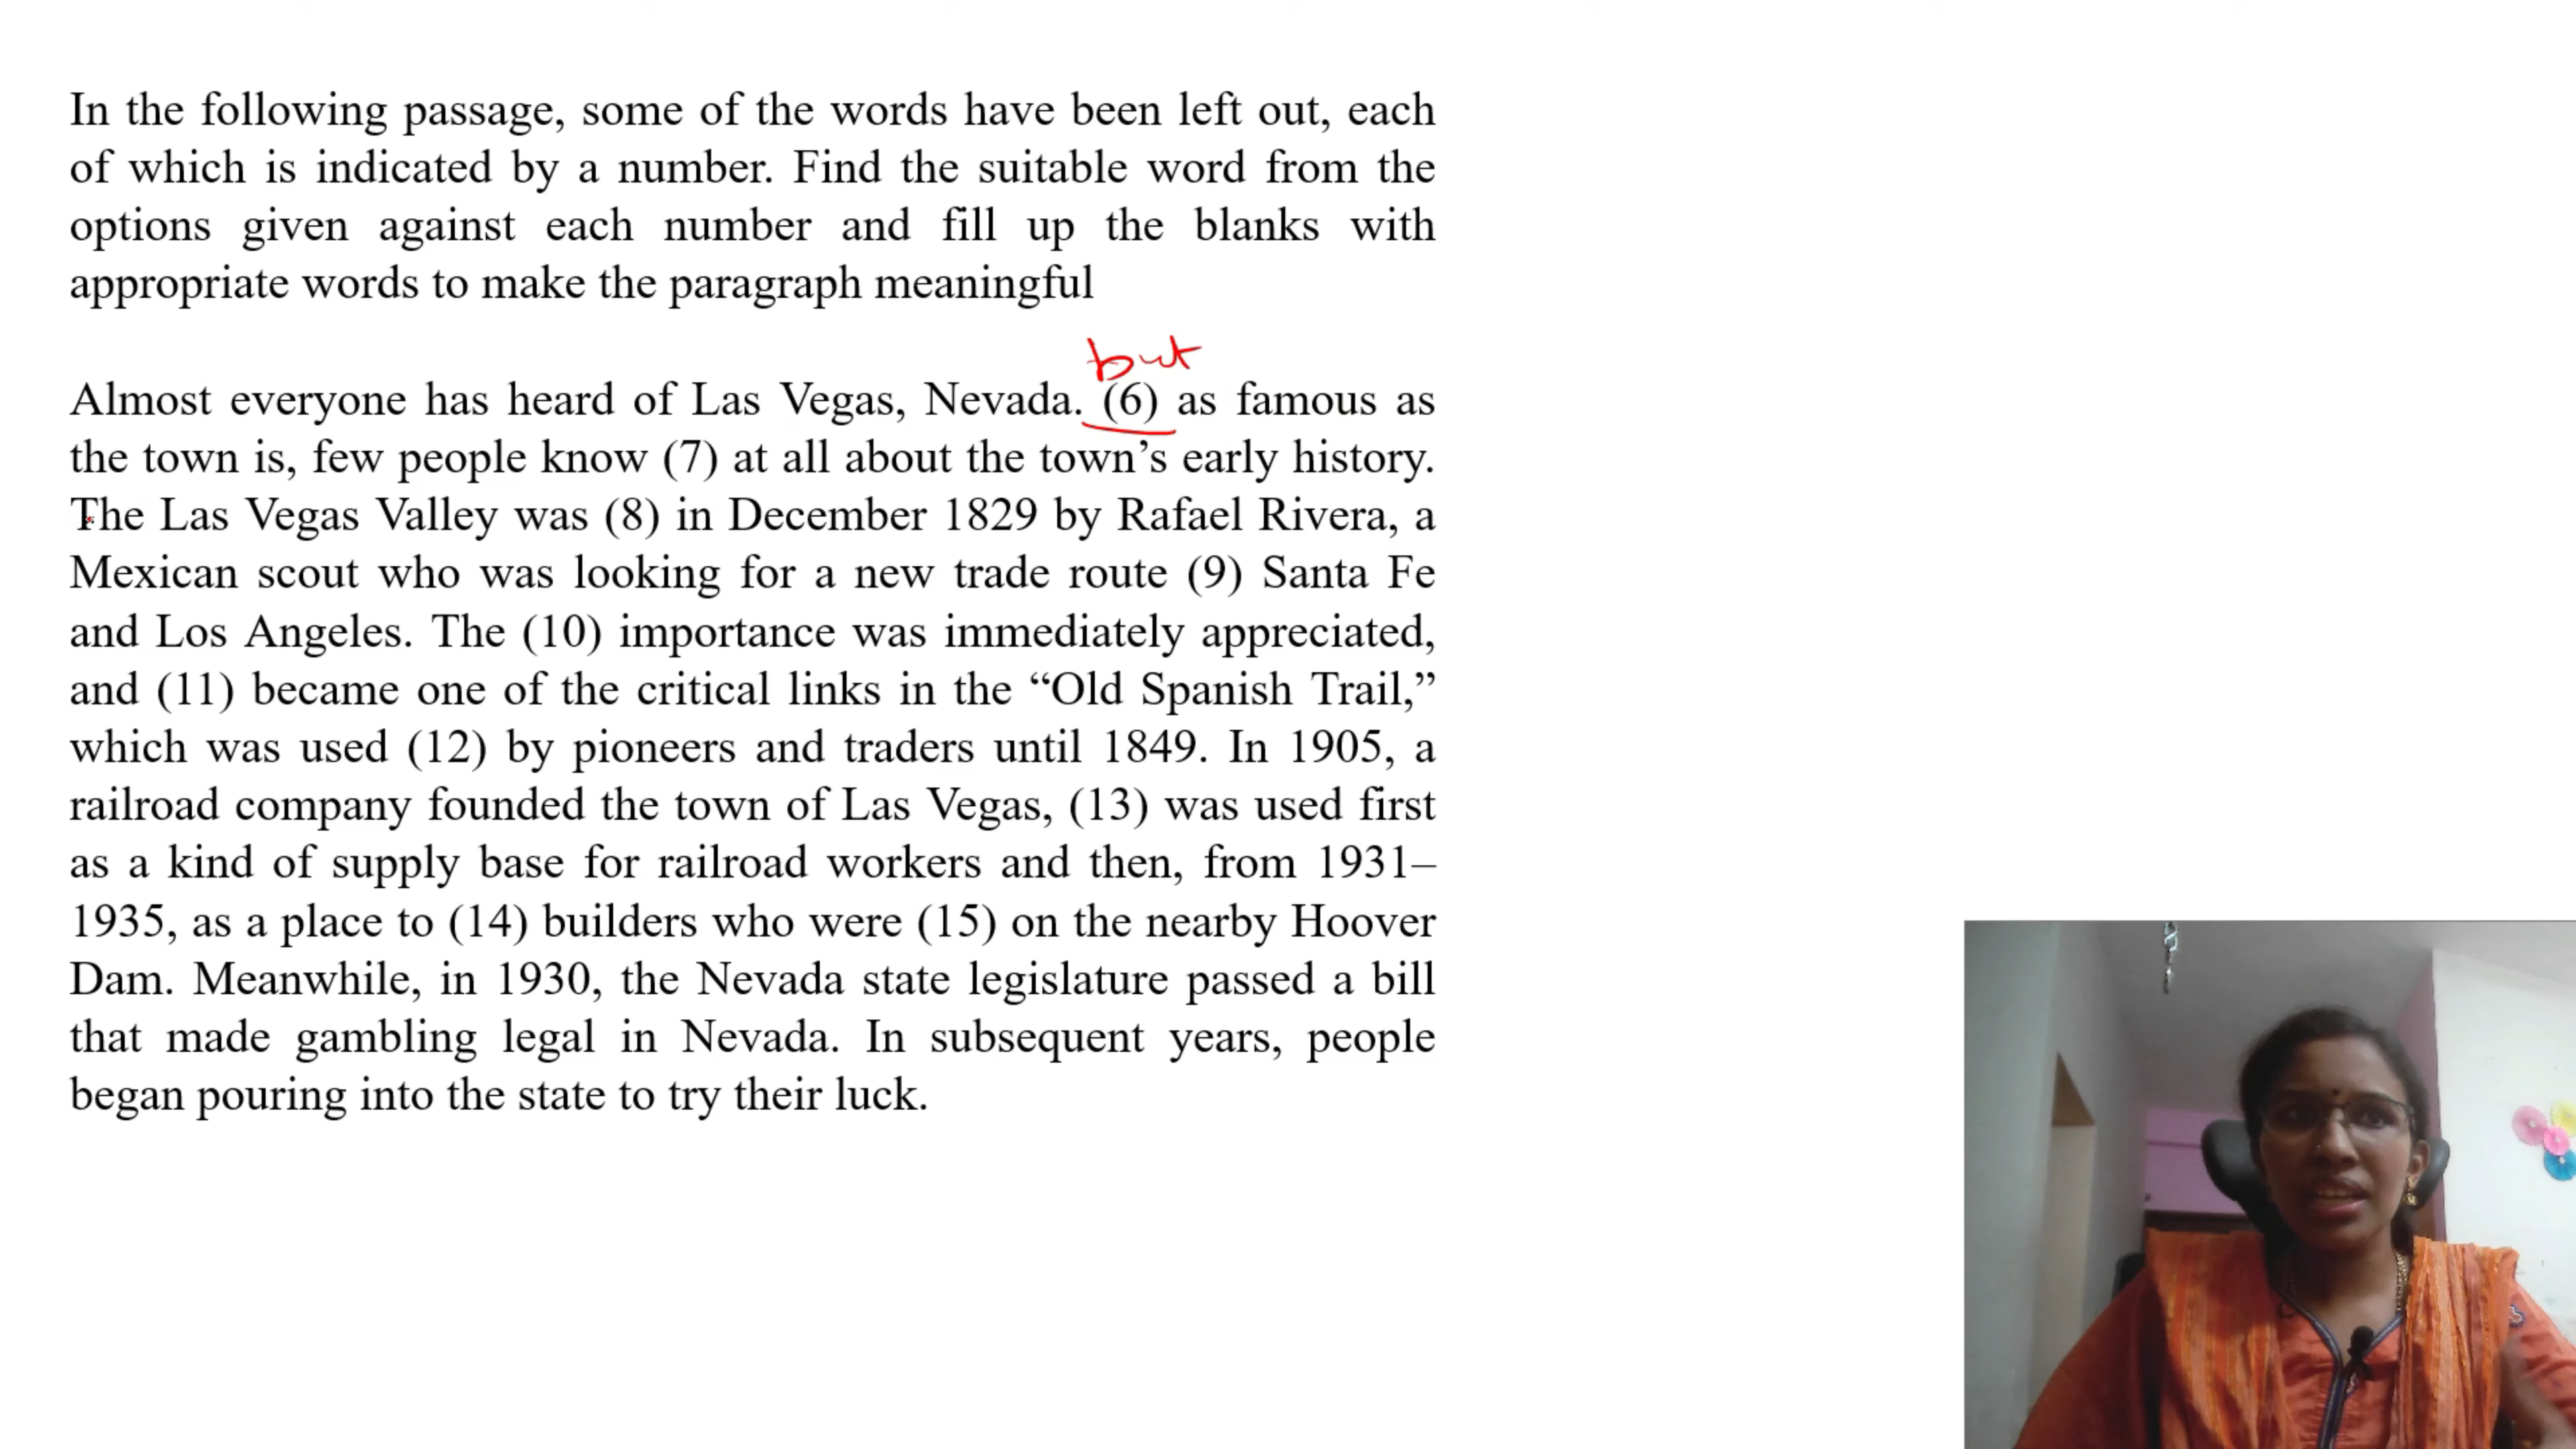 In the following passage, some of the words have been left out, each
of which is indicated by a number. Find the suitable word from the
options given against each number and fill up the blanks with
appropriate words to make the paragraph meaningful
but
Almost everyone has heard of Las Vegas, Nevada. (6) as famous as
the town is, few people know (7) at all about the town’s early history.
The Las Vegas Valley was (8) in December 1829 by Rafael Rivera, a
Mexican scout who was looking for a new trade route (9) Santa Fe
and Los Angeles. The (10) importance was immediately appreciated,
and (11) became one of the critical links in the “Old Spanish Trail,”
which was used (12) by pioneers and traders until 1849. In 1905, a
railroad company founded the town of Las Vegas, (13) was used first
as a kind of supply base for railroad workers and then, from 1931–
1935, as a place to (14) builders who were (15) on the nearby Hoover
Dam. Meanwhile, in 1930, the Nevada state legislature passed a bill
that made gambling legal in Nevada. In subsequent years, people
began pouring into the state to try their luck.